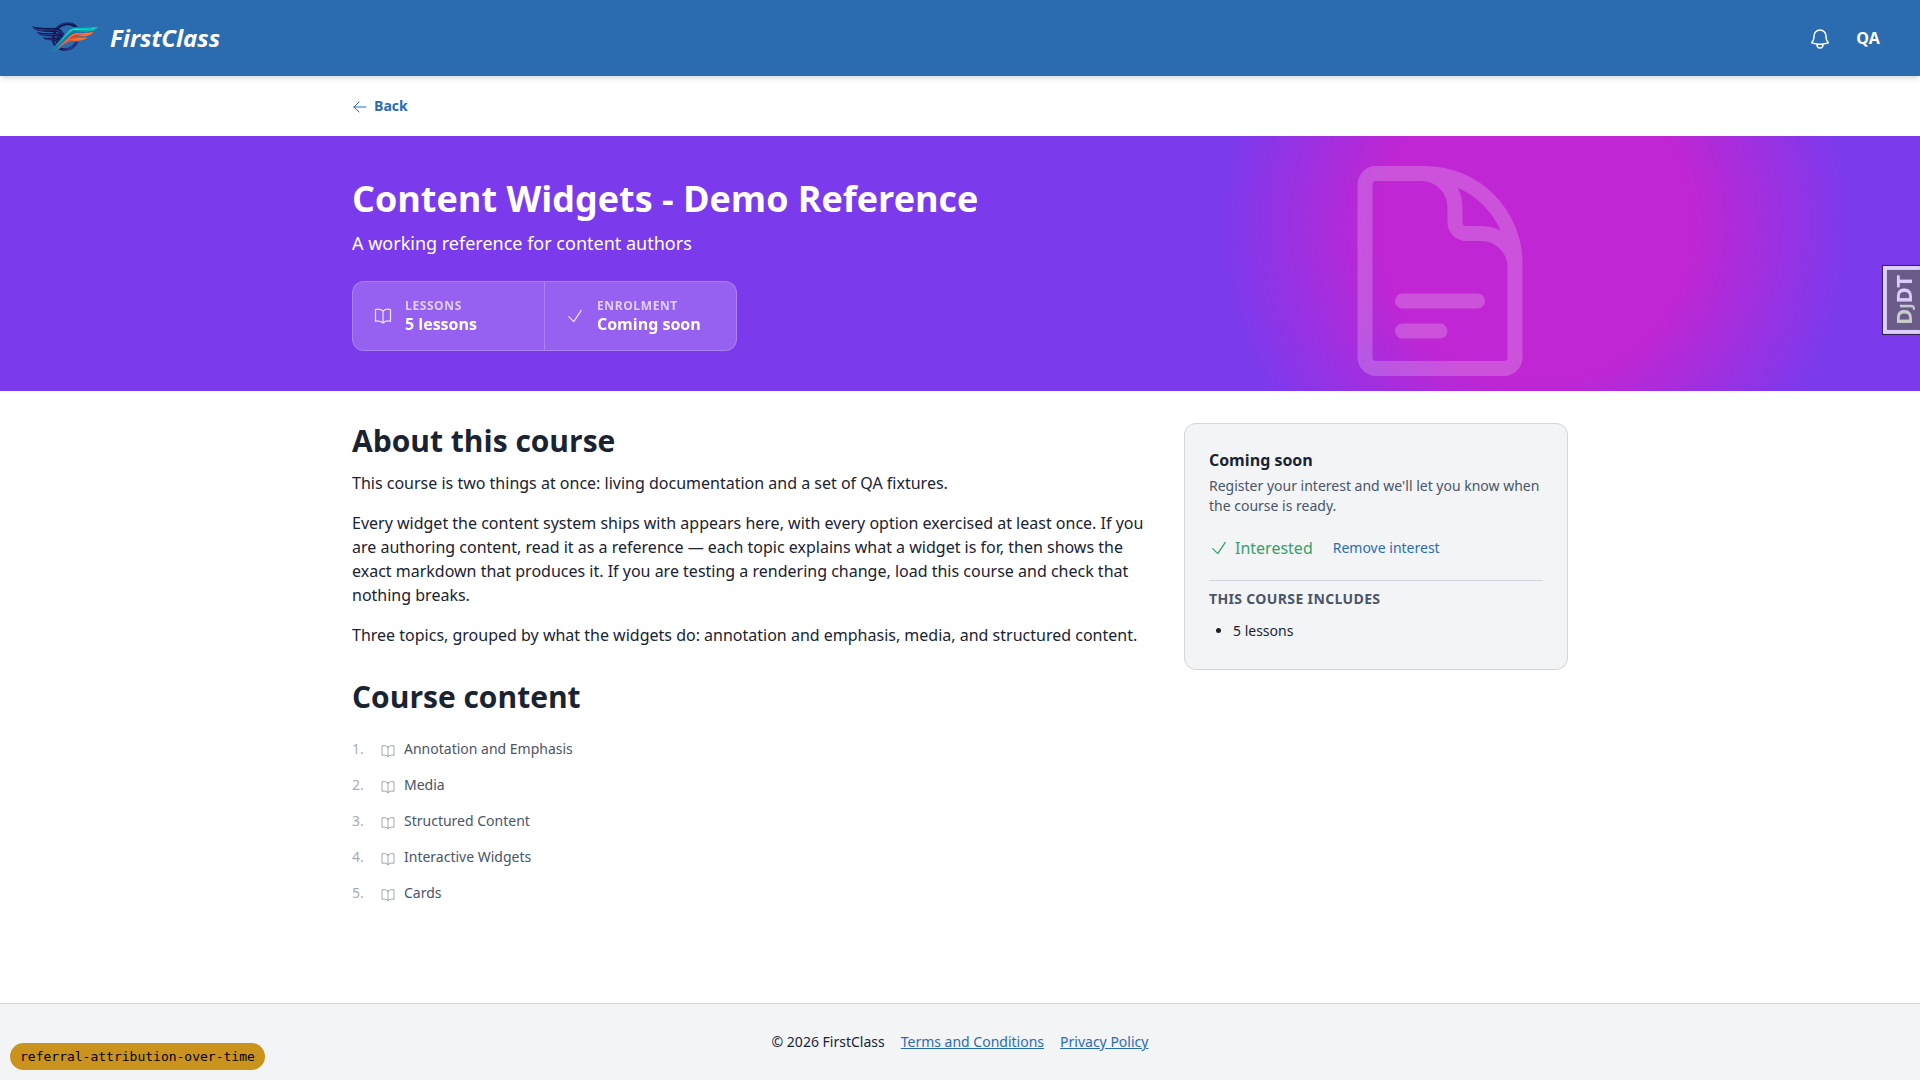 FirstClass
QA
Back
Content Widgets - Demo Reference
A working reference for content authors
LESSONS
5 lessons
ENROLMENT
Coming soon
DjDT
About this course
This course is two things at once: living documentation and a set of QA fixtures.
Every widget the content system ships with appears here, with every option exercised at least once. If you
are authoring content, read it as a reference — each topic explains what a widget is for, then shows the
exact markdown that produces it. If you are testing a rendering change, load this course and check that
nothing breaks.
Three topics, grouped by what the widgets do: annotation and emphasis, media, and structured content.
Course content
1. Annotation and Emphasis
2. Media
3. Structured Content
4. Interactive Widgets
5. Cards
Coming soon
Register your interest and we'll let you know when
the course is ready.
Interested Remove interest
THIS COURSE INCLUDES
• 5 lessons
© 2026 FirstClass Terms and Conditions Privacy Policy
referral-attribution-over-time